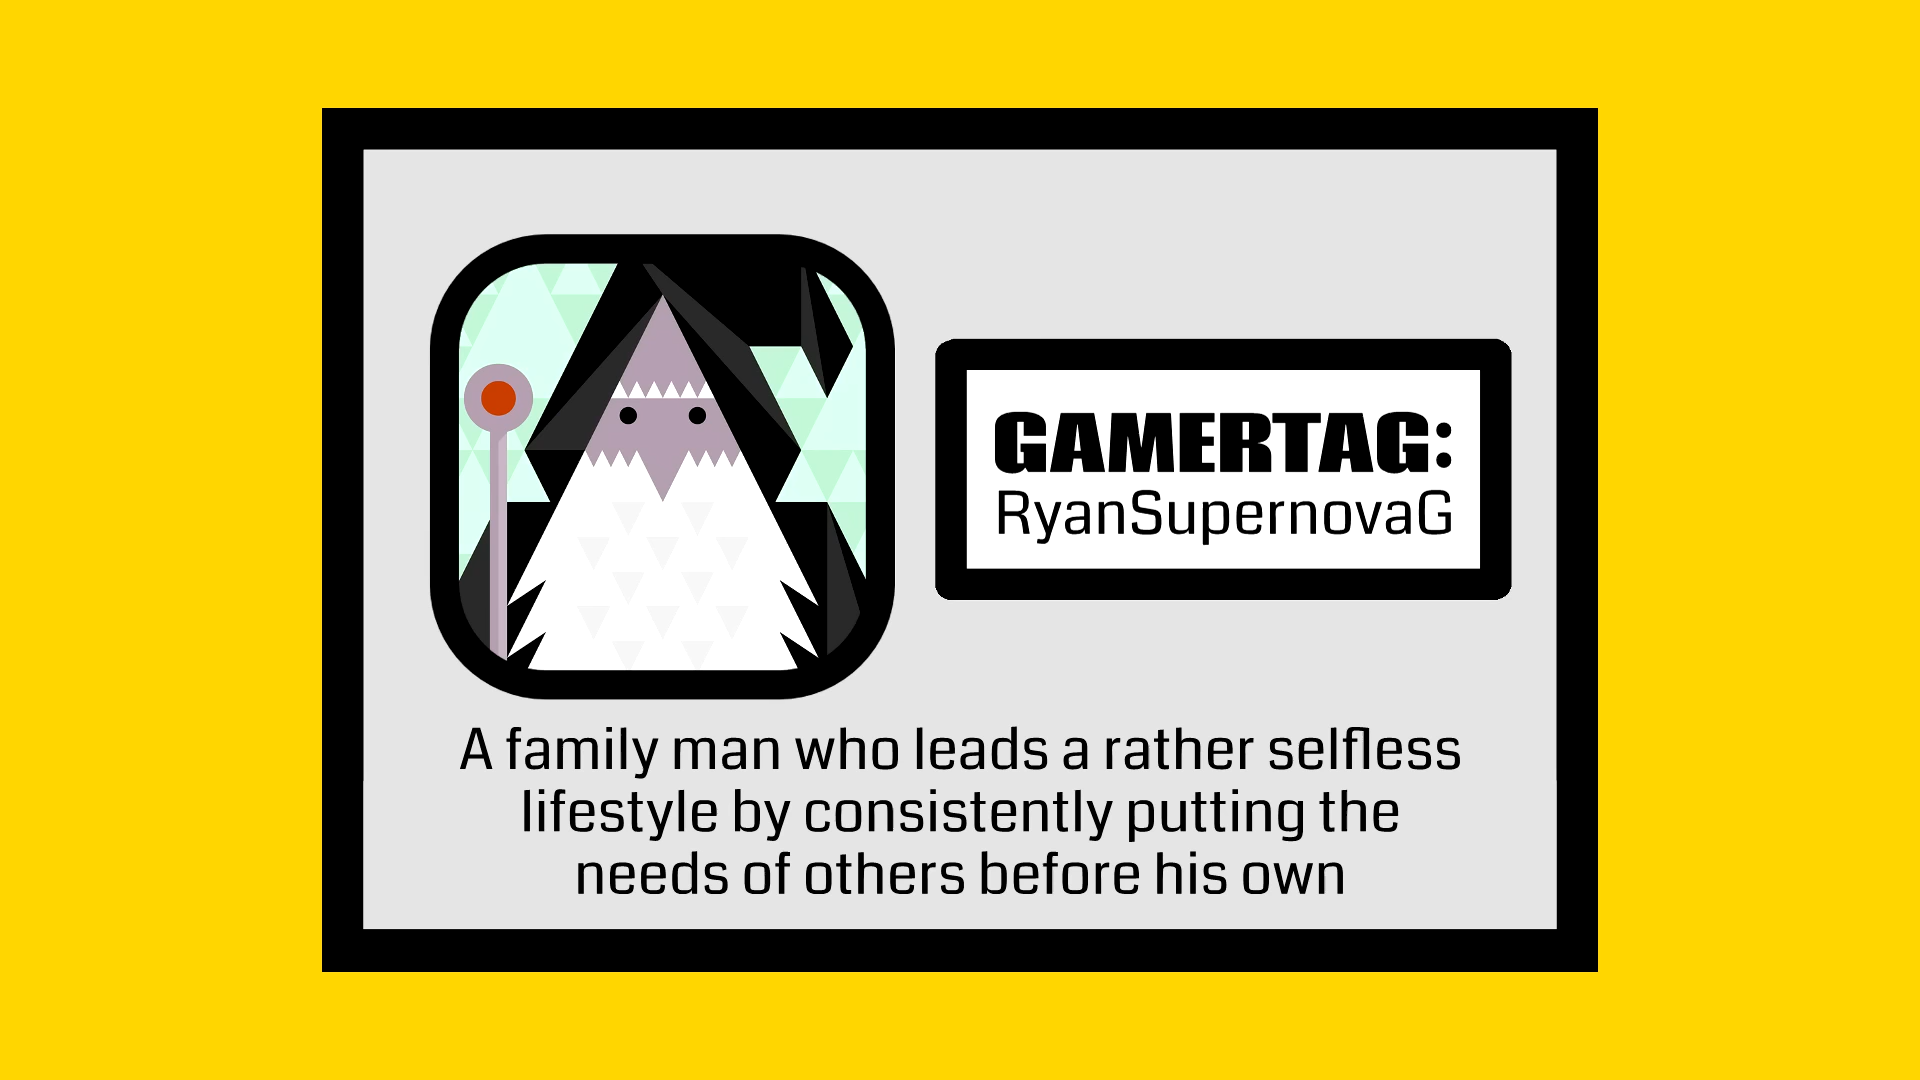 GAMERTAG:
RyanSupernovaG
A family man who leads a rather selfless
lifestyle by consistently putting the
needs of others before his own